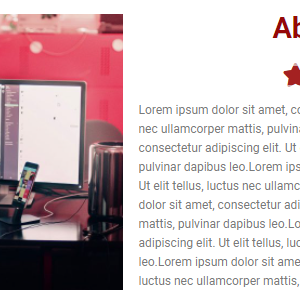 Ab
Lorem ipsum dolor sit amet, co
nec ullamcorper mattis, pulvina
consectetur adipiscing elit. Ut
pulvinar dapibus leo.Lorem ips
Ut elit tellus, luctus nec ullamc
dolor sit amet, consectetur adi
mattis, pulvinar dapibus leo.Lo
adipiscing elit. Ut elit tellus, luc
leo.Lorem ipsum dolor sit ame
luctus nec ullamcorper mattis,